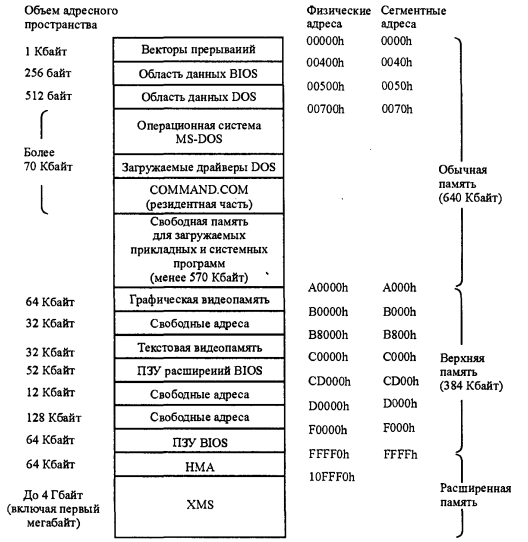 Объем адресного
пространства
Физические
адреса
Сегментные
адреса
1 Кбайт
Векторы прерываний
00000h
0000h
256 байт
Область данных BIOS
00400h
0040h
512 байт
Область данных DOS
00500h
0050h
00700h
0070h
Более
70 Кбайт
Операционная система
MS-DOS
Загружаемые драйверы DOS
COMMAND.COM
(резидентная часть)
Свободная память
для загружаемых
прикладных и системных
программ
(менее 570 Кбайт)
Обычная
память
(640 Кбайт)
A0000h
A000h
64 Кбайт
Графическая видеопамять
B0000h
B000h
32 Кбайт
Свободные адреса
B8000h
B800h
32 Кбайт
Текстовая видеопамять
C0000h
C000h
52 Кбайт
ПЗУ расширений BIOS
CD000h
CD00h
12 Кбайт
Свободные адреса
D0000h
D000h
128 Кбайт
Свободные адреса
F0000h
F000h
64 Кбайт
ПЗУ BIOS
Верхняя
память
(384 Кбайт)
FFFF0h
FFFFh
64 Кбайт
HMA
10FFF0h
До 4 Гбайт
(включая первый
мегабайт)
XMS
Расширенная
память